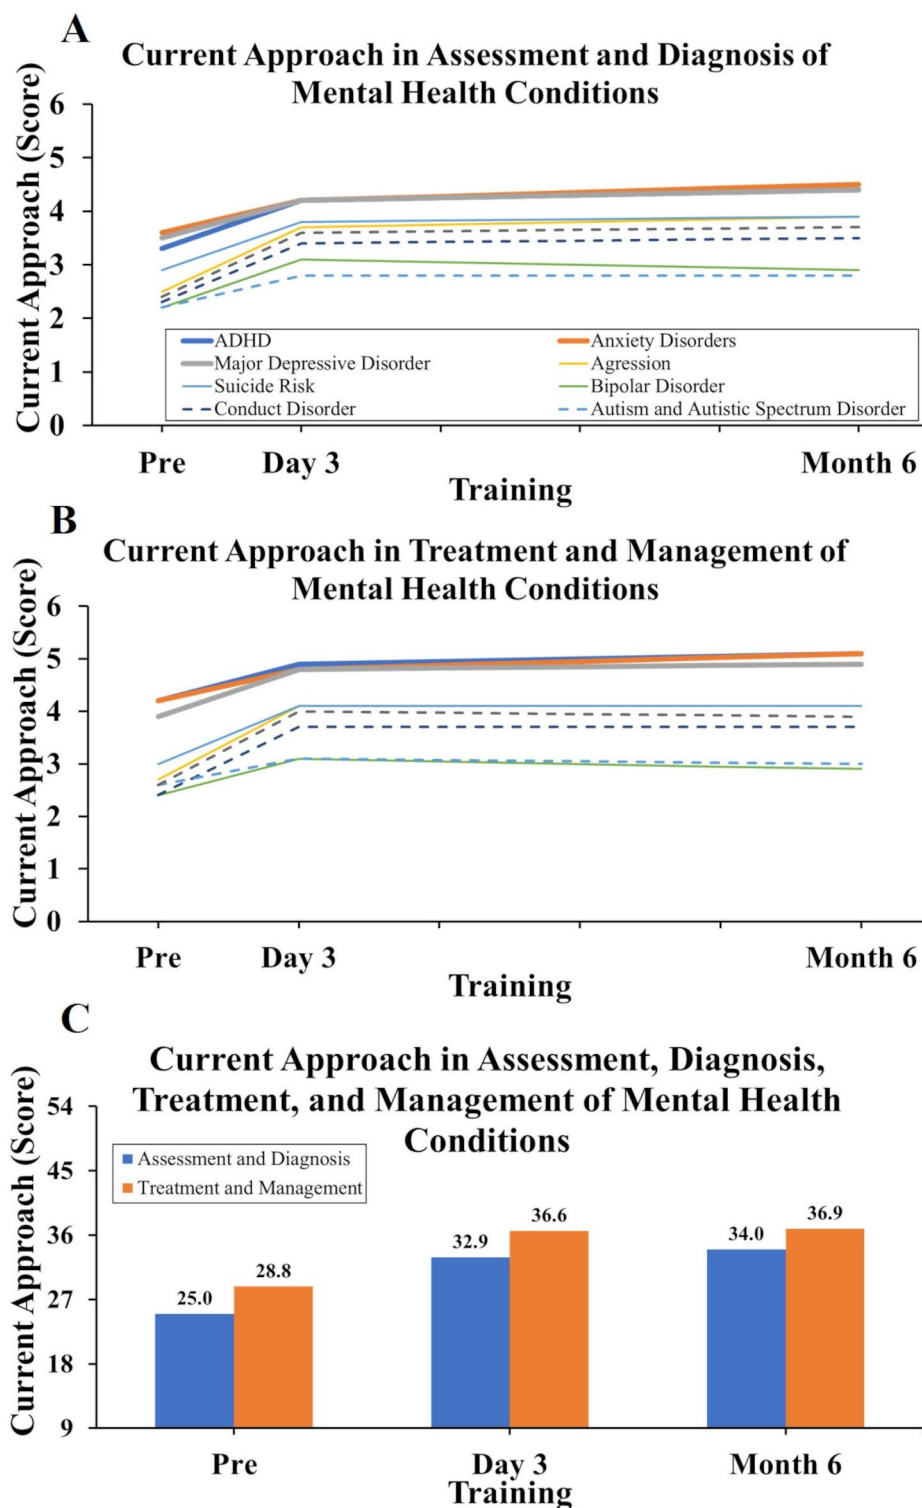 A
Current Approach in Assessment and Diagnosis of
Mental Health Conditions
Current Approach (Score)
6
5
4
3
2
1
0
ADHD
Anxiety Disorders
Major Depressive Disorder
Agression
Suicide Risk
Bipolar Disorder
Conduct Disorder
Autism and Autistic Spectrum Disorder
Pre
Day 3
Month 6
Training
B
Current Approach in Treatment and Management of
Mental Health Conditions
Current Approach (Score)
6
5
4
3
2
1
0
Pre
Day 3
Month 6
Training
C
Current Approach in Assessment, Diagnosis,
Treatment, and Management of Mental Health
Conditions
Current Approach (Score)
54
45
36
27
18
9
Assessment and Diagnosis
Treatment and Management
25.0
28.8
32.9
36.6
34.0
36.9
Pre
Day 3
Month 6
Training